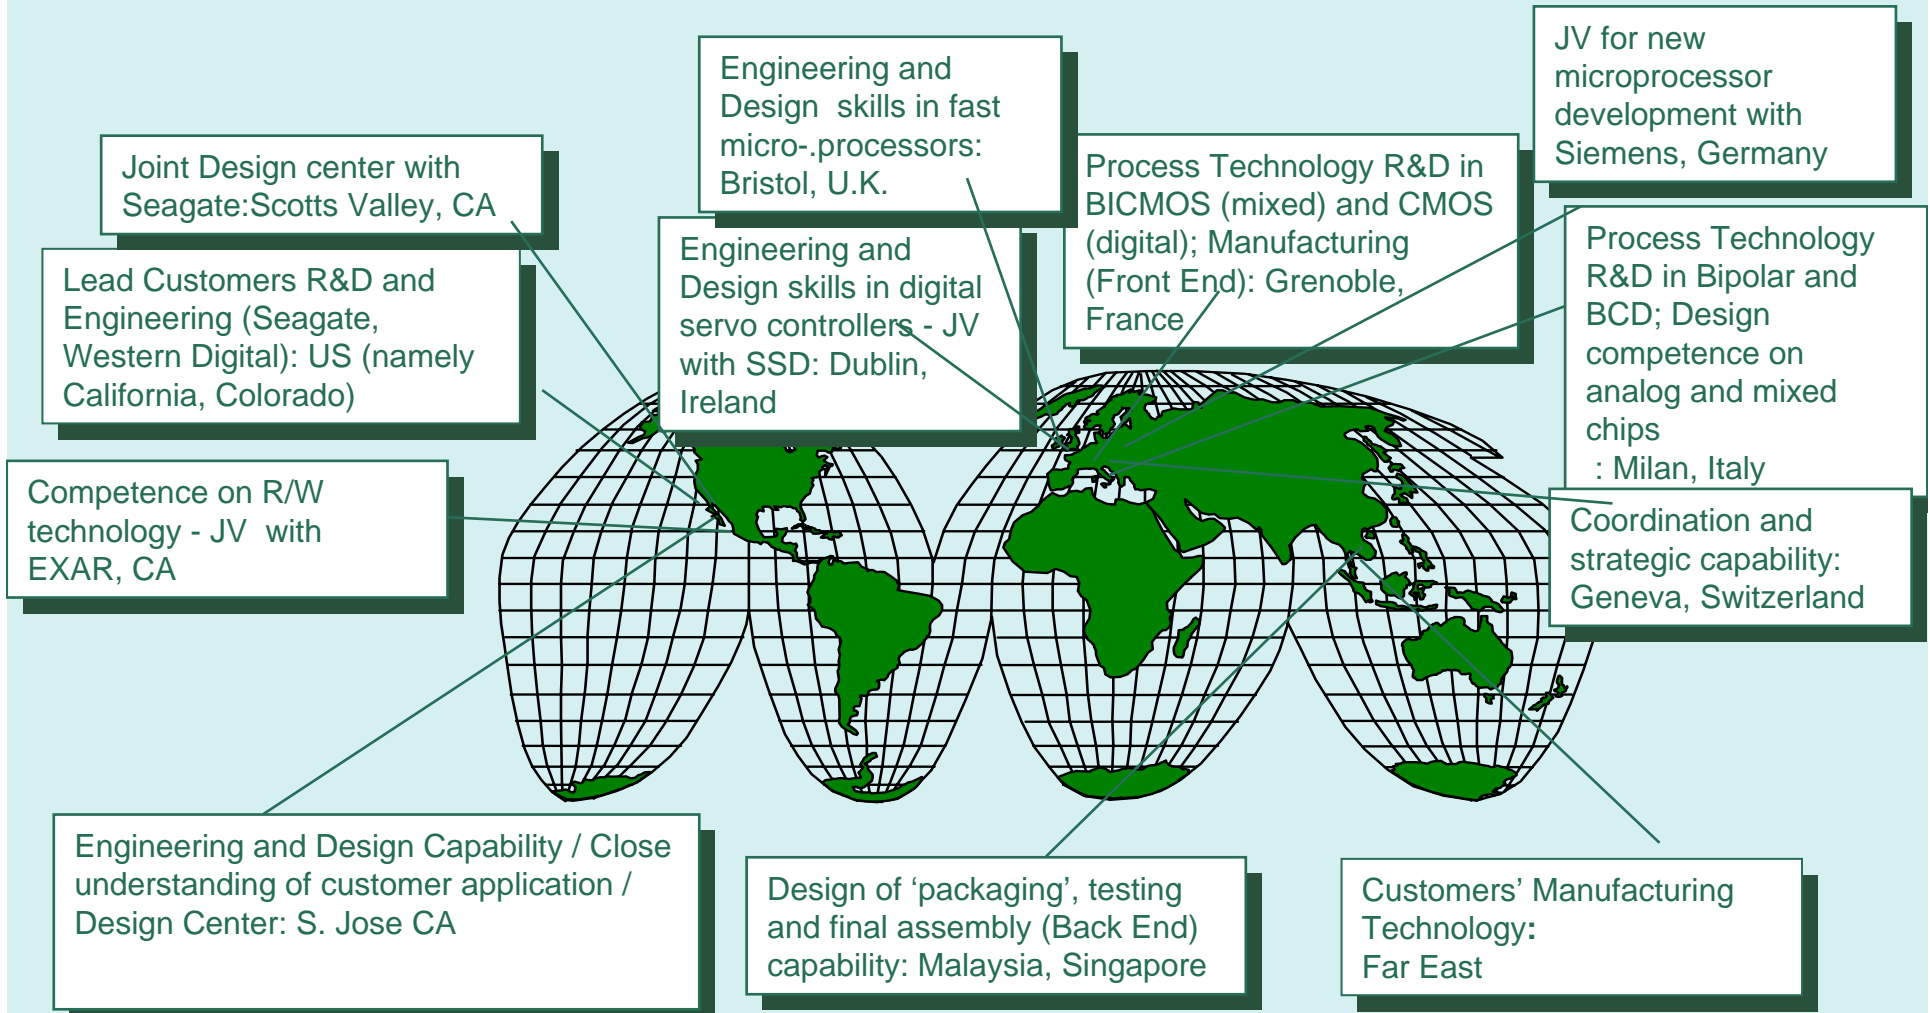 JV for new
microprocessor
development with
Siemens, Germany
Engineering and
Design  skills in fast
micro-.processors:
Bristol, U.K.
Joint Design center with
Seagate:Scotts Valley, CA
Process Technology R&D in
BICMOS (mixed) and CMOS
(digital); Manufacturing
(Front End): Grenoble,
France
Process Technology
R&D in Bipolar and
BCD; Design
competence on
analog and mixed
chips
: Milan, Italy
Engineering and
Design skills in digital
servo controllers - JV
with SSD: Dublin,
Ireland
Lead Customers R&D and
Engineering (Seagate,
Western Digital): US (namely
California, Colorado)
Competence on R/W
technology - JV  with
EXAR, CA
Coordination and
strategic capability:
Geneva, Switzerland
Engineering and Design Capability / Close
understanding of customer application /
Design Center: S. Jose CA
Design of ‘packaging’, testing
and final assembly (Back End)
capability: Malaysia, Singapore
Customers’ Manufacturing
Technology:
Far East